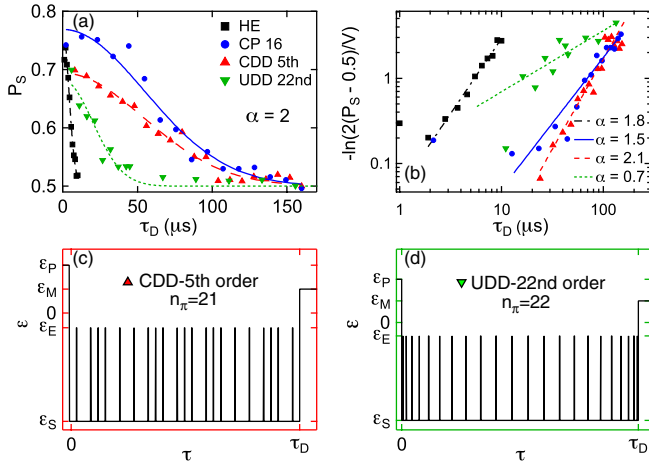 (a)
HE
CP 16
CDD 5th
UDD 22nd
α = 2
0.8
0.7
0.6
0.5
P_S
0
50
100
150
τ_D (μs)
-ln(2(P_S - 0.5)/V)
1
0.1
(b)
α = 1.8
α = 1.5
α = 2.1
α = 0.7
1
10
100
τ_D (μs)
(c)
CDD-5th order
n_π=21
ε_P
ε_M
0
ε_E
ε_S
ε
0
τ
τ_D
(d)
UDD-22nd order
n_π=22
ε_P
ε_M
0
ε_E
ε_S
ε
0
τ
τ_D